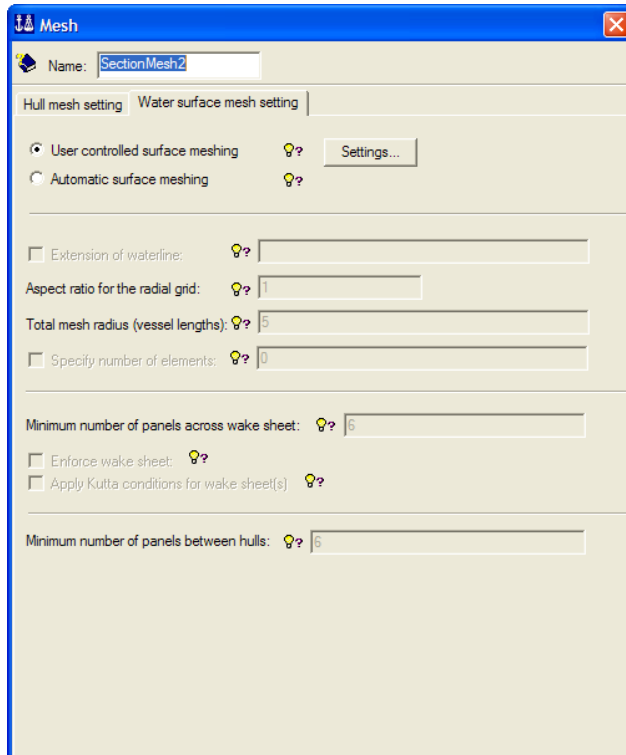 Mesh
Name: SectionMesh2
Hull mesh setting Water surface mesh setting
User controlled surface meshing ? Settings...
Automatic surface meshing ?
Extension of waterline: ?
Aspect ratio for the radial grid: ? 1
Total mesh radius (vessel lengths): ? 5
Specify number of elements: ? 0
Minimum number of panels across wake sheet: ? 6
Enforce wake sheet: ?
Apply Kutta conditions for wake sheet(s) ?
Minimum number of panels between hulls: ? 6